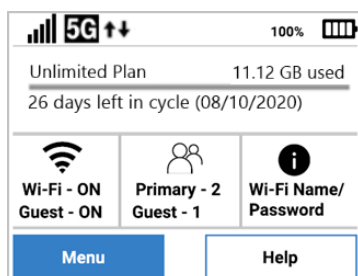 5G 100%
Unlimited Plan 11.12 GB used
26 days left in cycle (08/10/2020)
Wi-Fi - ON
Guest - ON
Primary - 2
Guest - 1
Wi-Fi Name/
Password
Menu Help